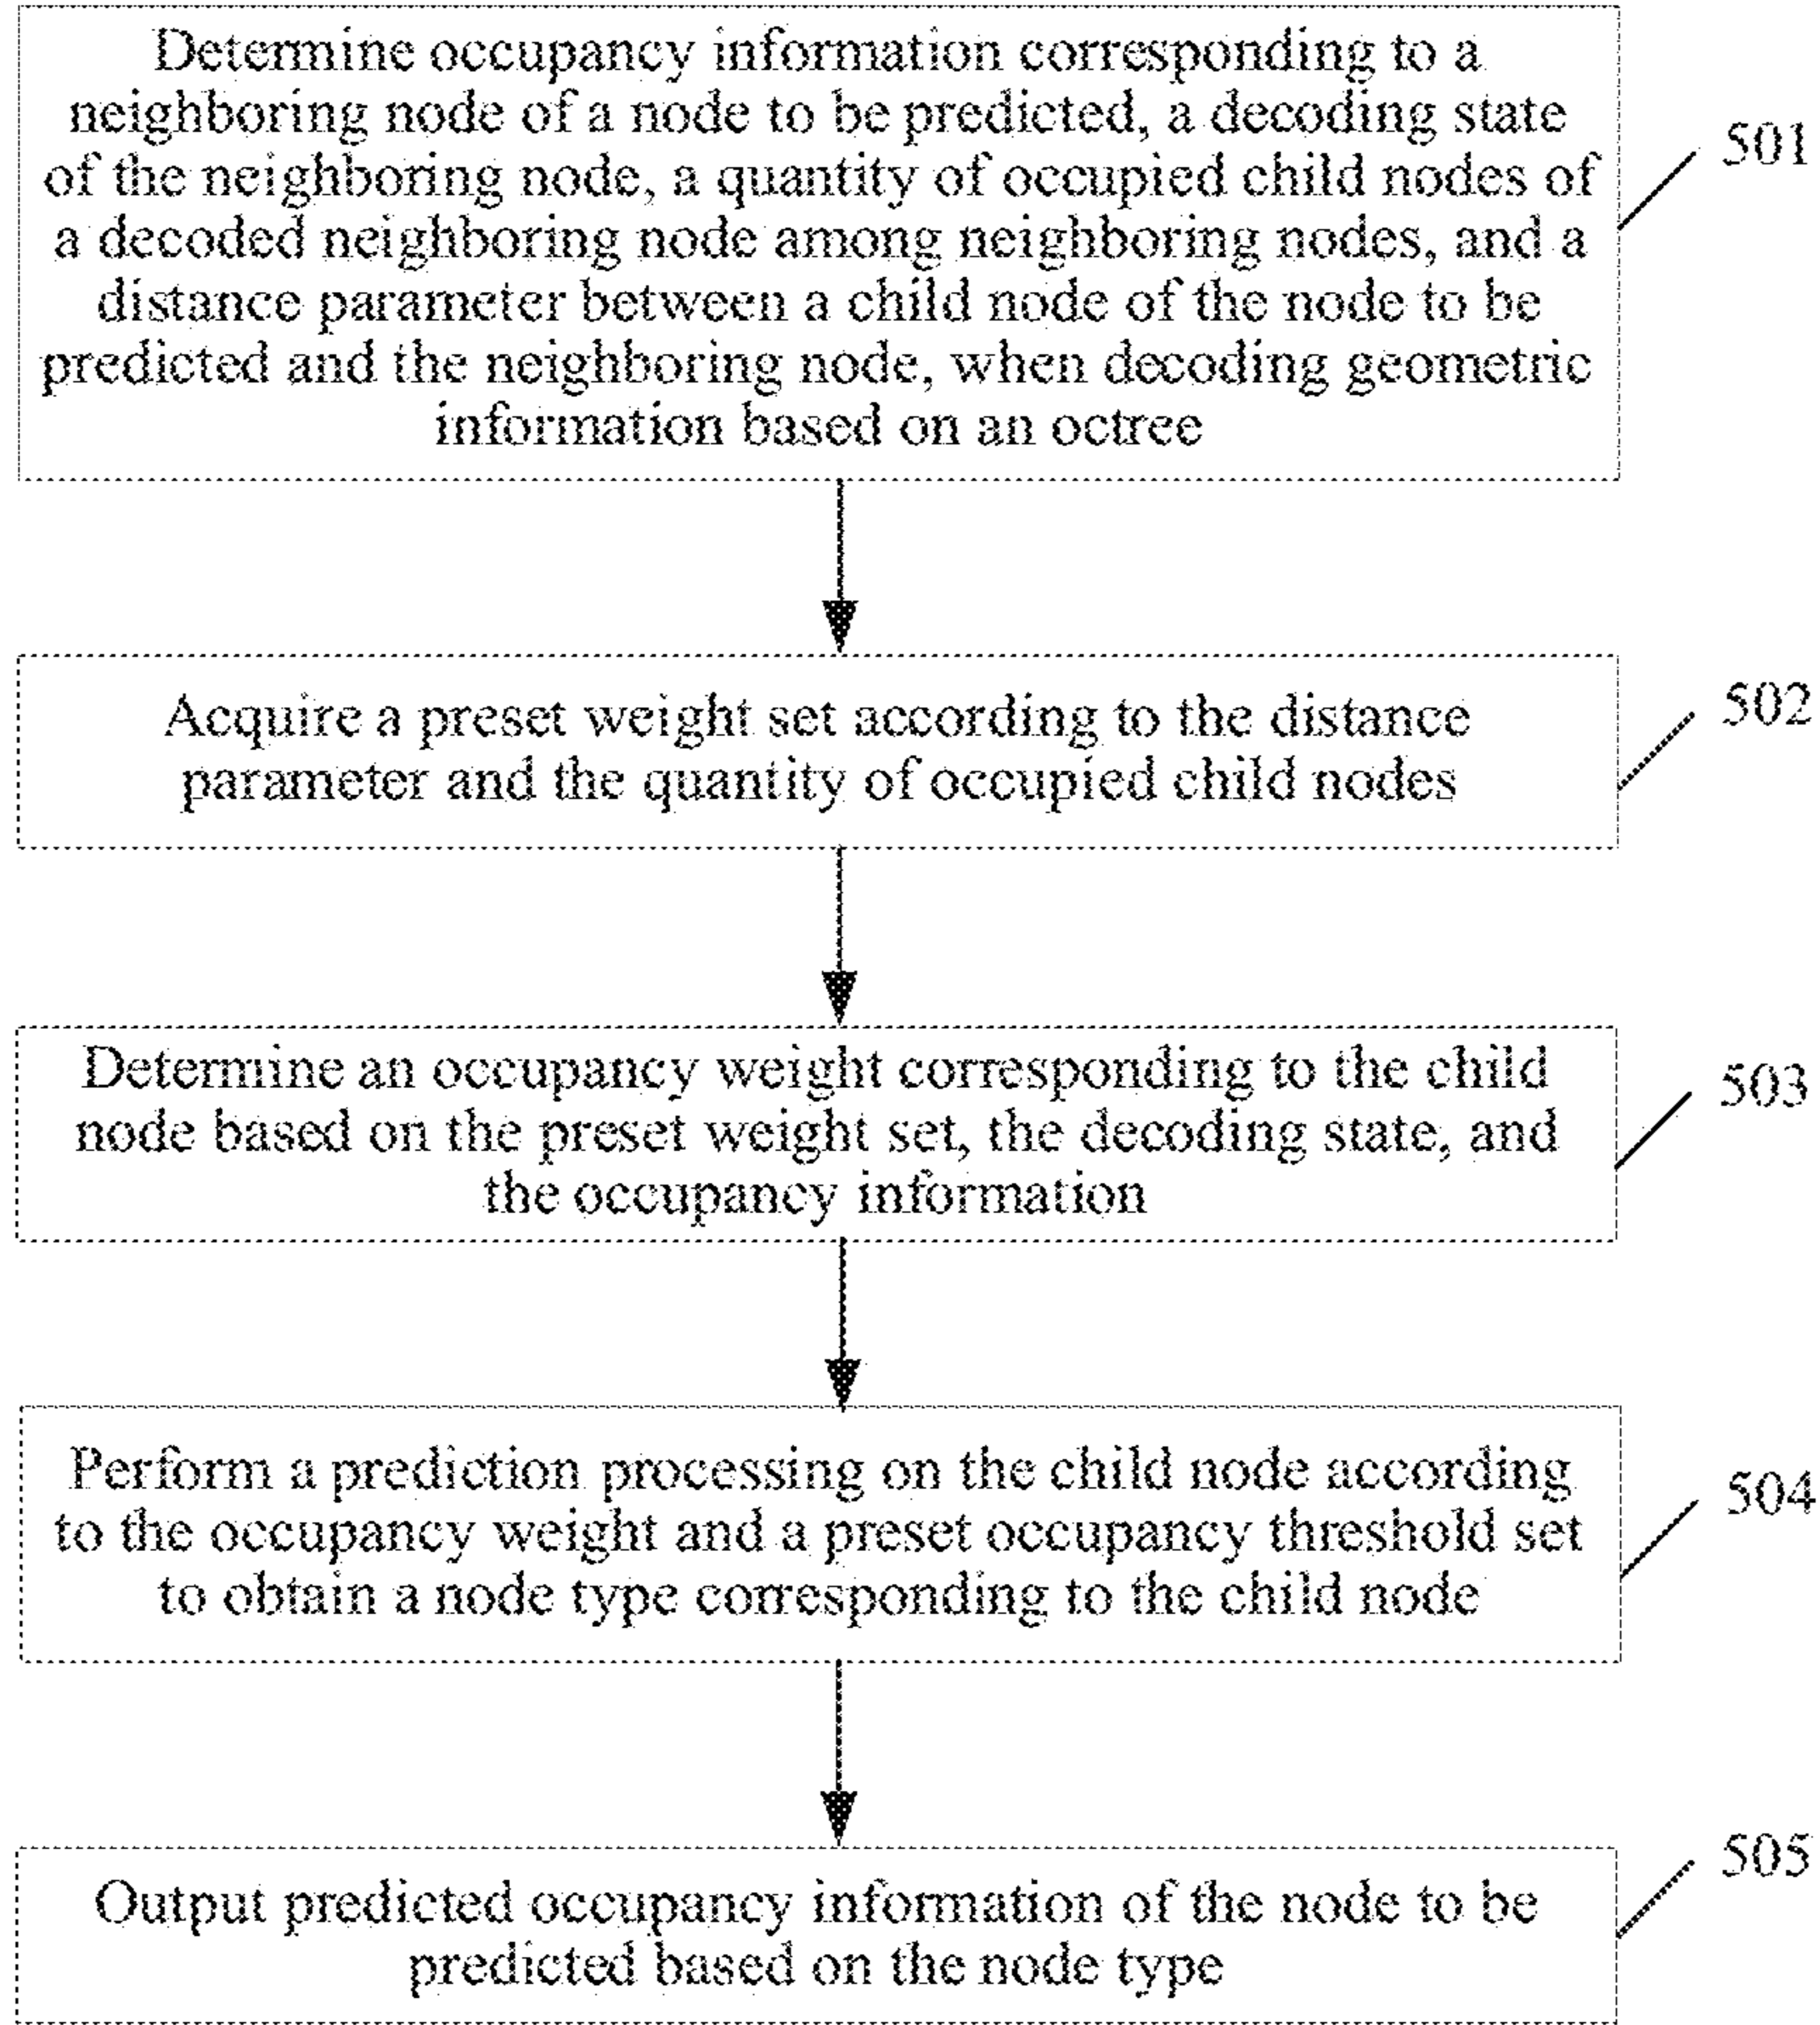 Determine occupancy information corresponding to a
neighboring node of a node to be predicted, a decoding state
of the neighboring node, a quantity of occupied child nodes of
a decoded neighboring node among neighboring nodes, and a
distance parameter between a child node of the node to be
predicted and the neighboring node, when decoding geometric
information based on an octree
501
Acquire a preset weight set according to the distance
parameter and the quantity of occupied child nodes
502
Determine an occupancy weight corresponding to the child
node based on the preset weight set, the decoding state, and
the occupancy information
503
Perform a prediction processing on the child node according
to the occupancy weight and a preset occupancy threshold set
to obtain a node type corresponding to the child node
504
Output predicted occupancy information of the node to be
predicted based on the node type
505